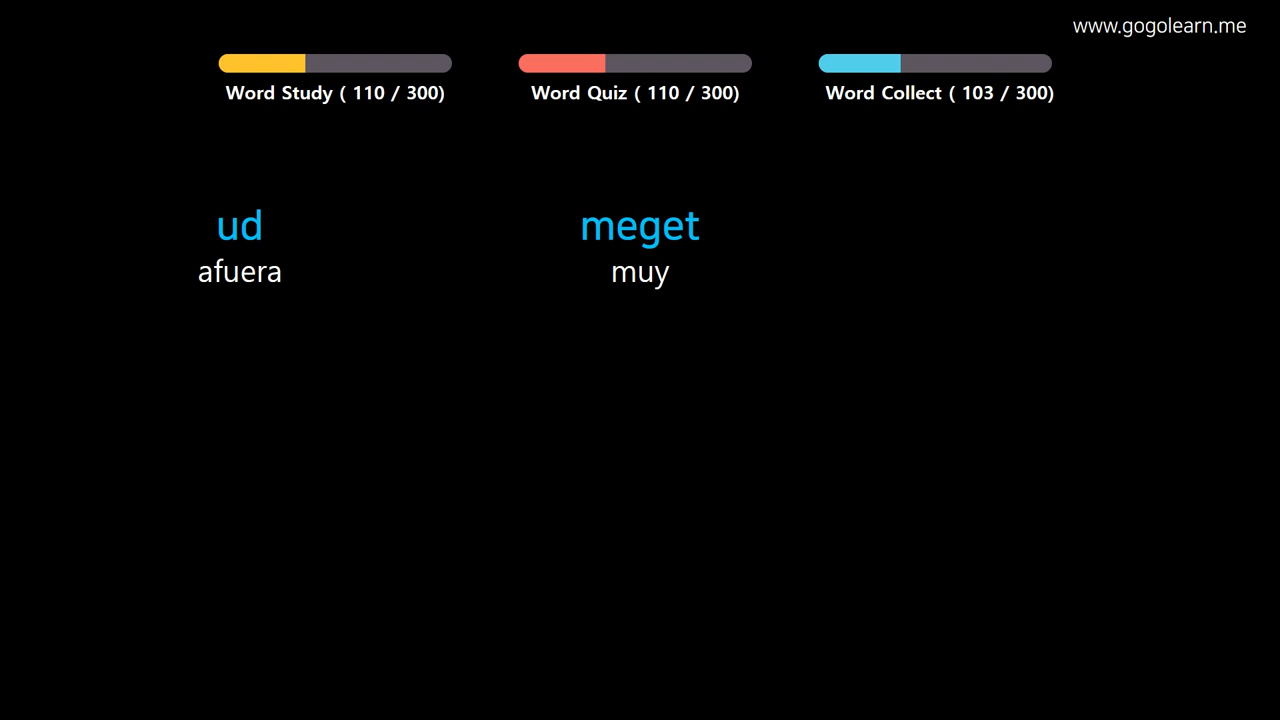 www.gogolearn.me
Word Study ( 110 / 300)
Word Quiz ( 110 / 300)
Word Collect ( 103 / 300)
ud
afuera
meget
muy